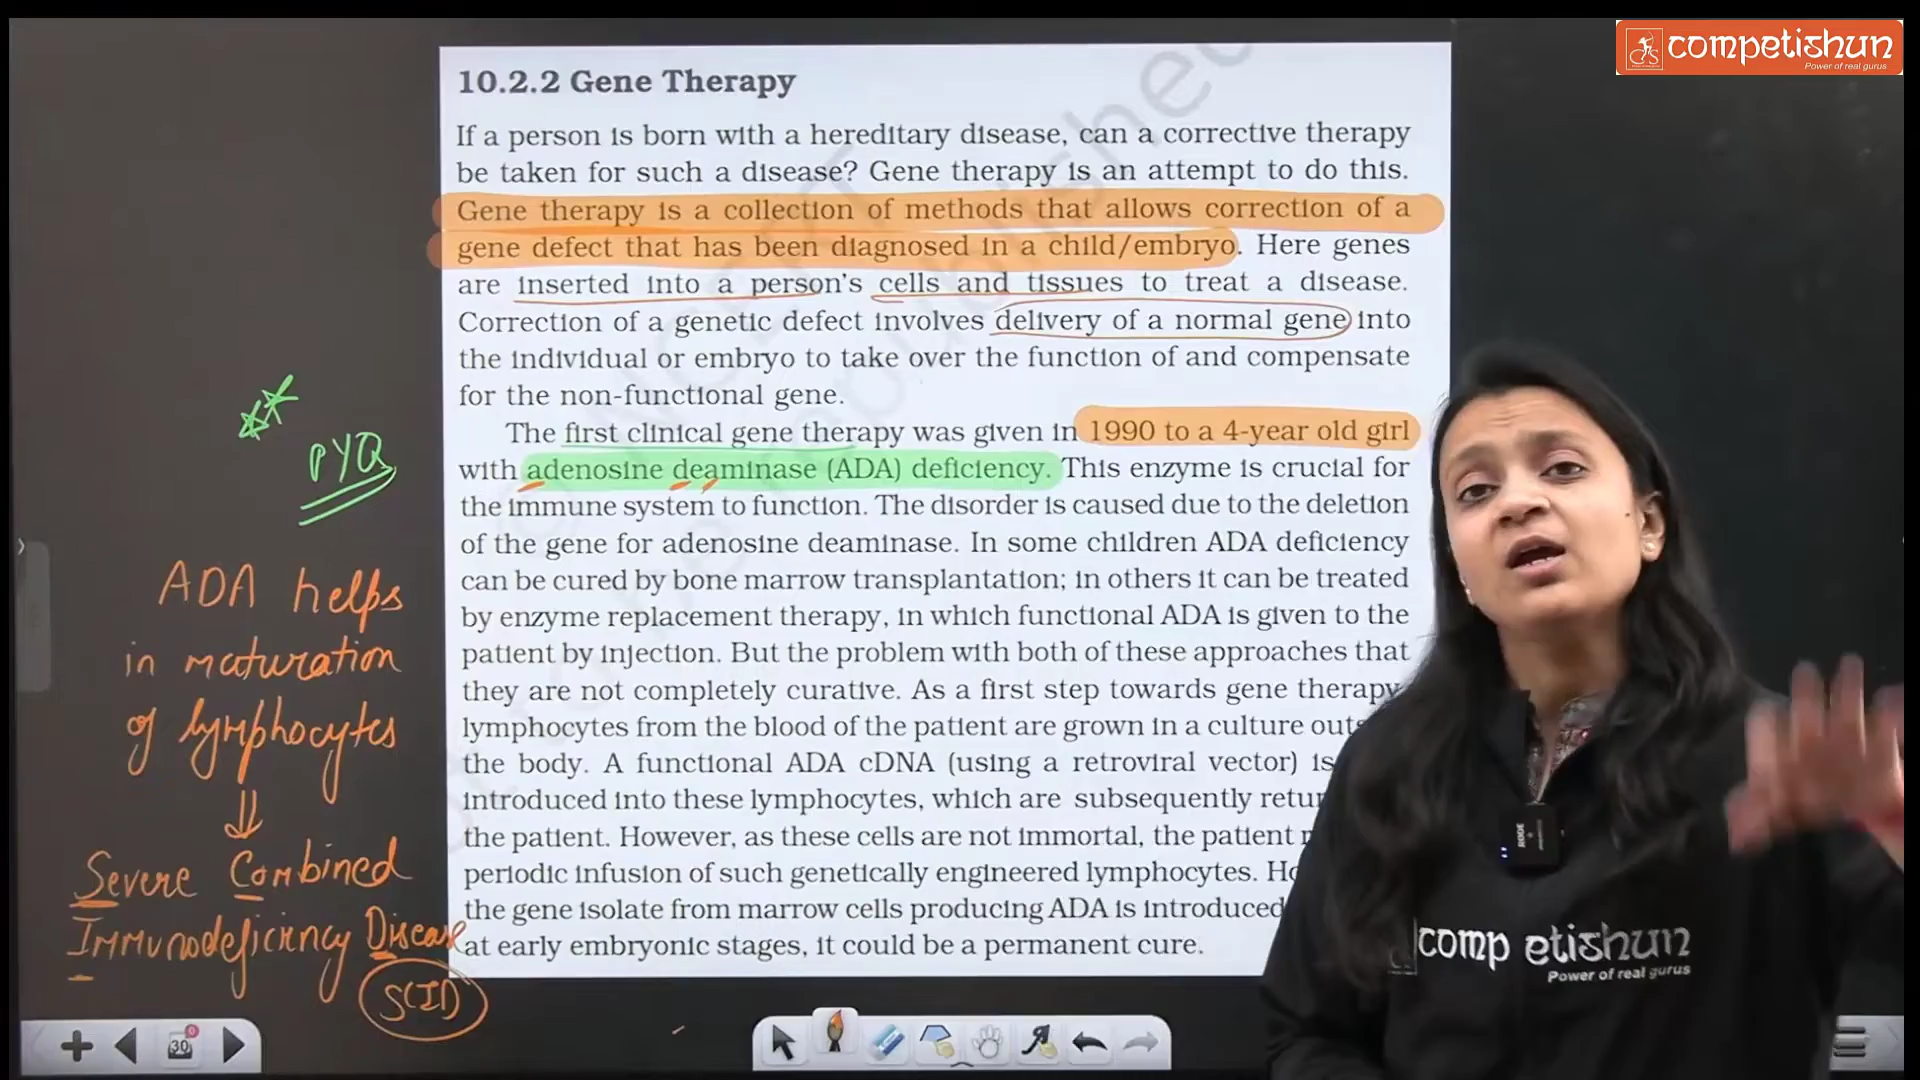 competishun
Power of real gurus
10.2.2 Gene Therapy
If a person is born with a hereditary disease, can a corrective therapy
be taken for such a disease? Gene therapy is an attempt to do this.
Gene therapy is a collection of methods that allows correction of a
gene defect that has been diagnosed in a child/embryo. Here genes
are inserted into a person's cells and tissues to treat a disease.
Correction of a genetic defect involves delivery of a normal gene into
the individual or embryo to take over the function of and compensate
for the non-functional gene.
The first clinical gene therapy was given in 1990 to a 4-year old girl
with adenosine deaminase (ADA) deficiency. This enzyme is crucial for
the immune system to function. The disorder is caused due to the deletion
of the gene for adenosine deaminase. In some children ADA deficiency
can be cured by bone marrow transplantation; in others it can be treated
by enzyme replacement therapy, in which functional ADA is given to the
patient by injection. But the problem with both of these approaches that
they are not completely curative. As a first step towards gene therapy,
lymphocytes from the blood of the patient are grown in a culture
the body. A functional ADA cDNA (using a retroviral vector) is
introduced into these lymphocytes, which are subsequently
the patient. However, as these cells are not immortal, the patient
periodic infusion of such genetically engineered lymphocytes.
the gene isolate from marrow cells producing ADA is introduced
at early embryonic stages, it could be a permanent cure.
PYQ
ADA helps
in maturation
of lymphocytes
Severe Combined
Immunodeficiency Disease
SCID
30
0
RODE
competishun
Power of real gurus